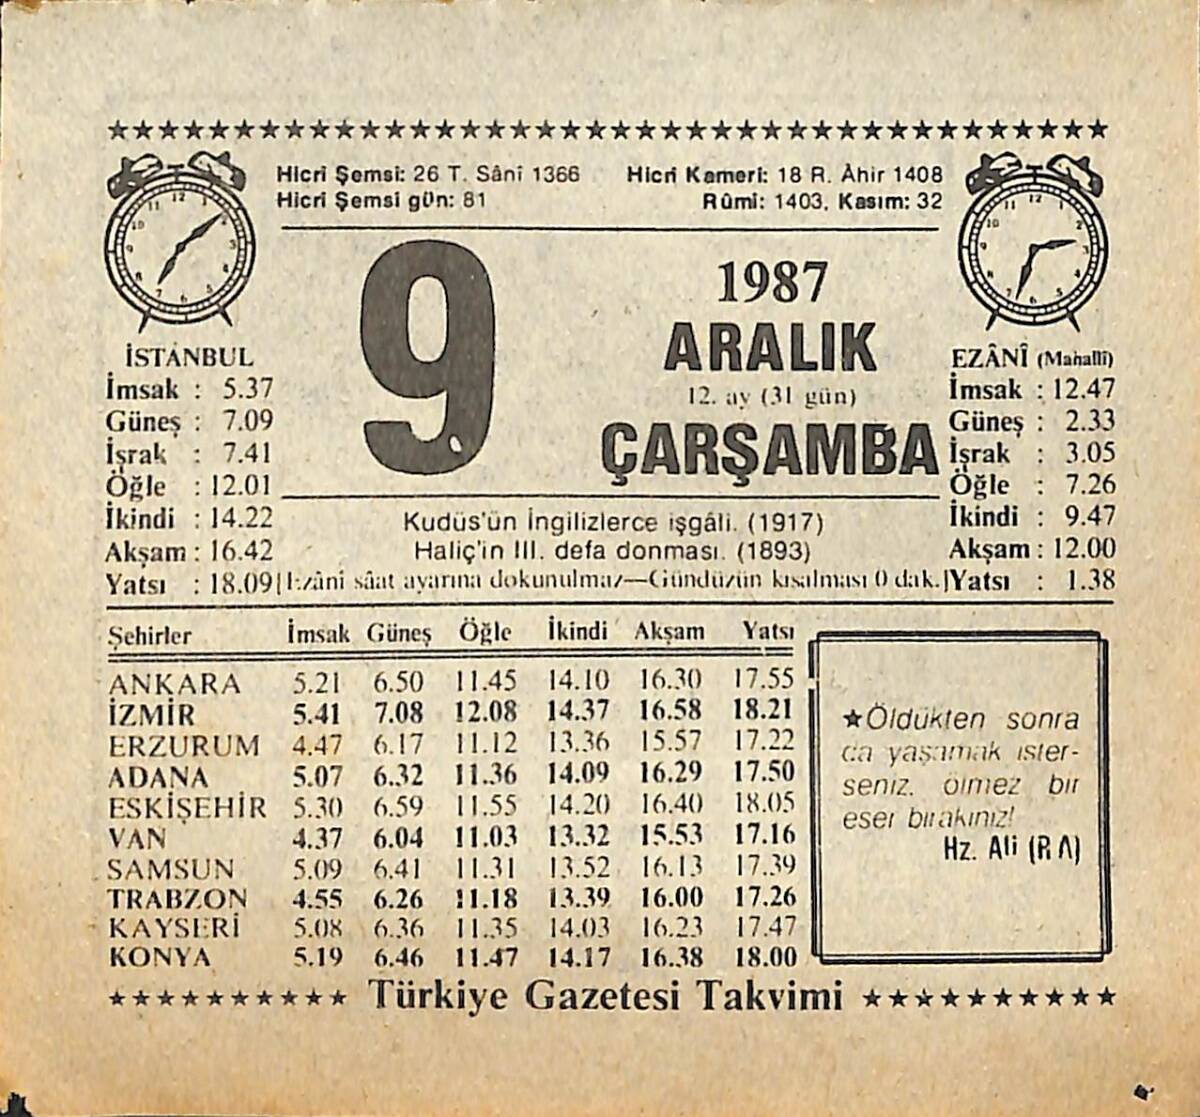 Hicrî Şemsî: 26 T. Sânî 1366
Hicrî Şemsî gün: 81
Hicrî Kamerî: 18 R. Âhir 1408
Rûmî: 1403, Kasım: 32
9
1987
ARALIK
12. ay (31 gün)
ÇARŞAMBA
İSTANBUL
İmsak : 5.37
Güneş : 7.09
İşrak : 7.41
Öğle : 12.01
İkindi : 14.22
Akşam : 16.42
Yatsı : 18.09
EZÂNÎ (Mahallî)
İmsak : 12.47
Güneş : 2.33
İşrak : 3.05
Öğle : 7.26
İkindi : 9.47
Akşam : 12.00
Yatsı : 1.38
Kudüs'ün İngilizlerce işgâli. (1917)
Haliç'in III. defa donması. (1893)
[Ezânî sâat ayarına dokunulmaz—Gündüzün kısalması 0 dak.]
Şehirler İmsak Güneş Öğle İkindi Akşam Yatsı
ANKARA 5.21 6.50 11.45 14.10 16.30 17.55
İZMİR 5.41 7.08 12.08 14.37 16.58 18.21
ERZURUM 4.47 6.17 11.12 13.36 15.57 17.22
ADANA 5.07 6.32 11.36 14.09 16.29 17.50
ESKİŞEHİR 5.30 6.59 11.55 14.20 16.40 18.05
VAN 4.37 6.04 11.03 13.32 15.53 17.16
SAMSUN 5.09 6.41 11.31 13.52 16.13 17.39
TRABZON 4.55 6.26 11.18 13.39 16.00 17.26
KAYSERİ 5.08 6.36 11.35 14.03 16.23 17.47
KONYA 5.19 6.46 11.47 14.17 16.38 18.00
★Öldükten sonra
da yaşamak ister-
seniz, ölmez bir
eser bırakınız!
Hz. Ali (R.A)
★★★★★★★★★★ Türkiye Gazetesi Takvimi ★★★★★★★★★★